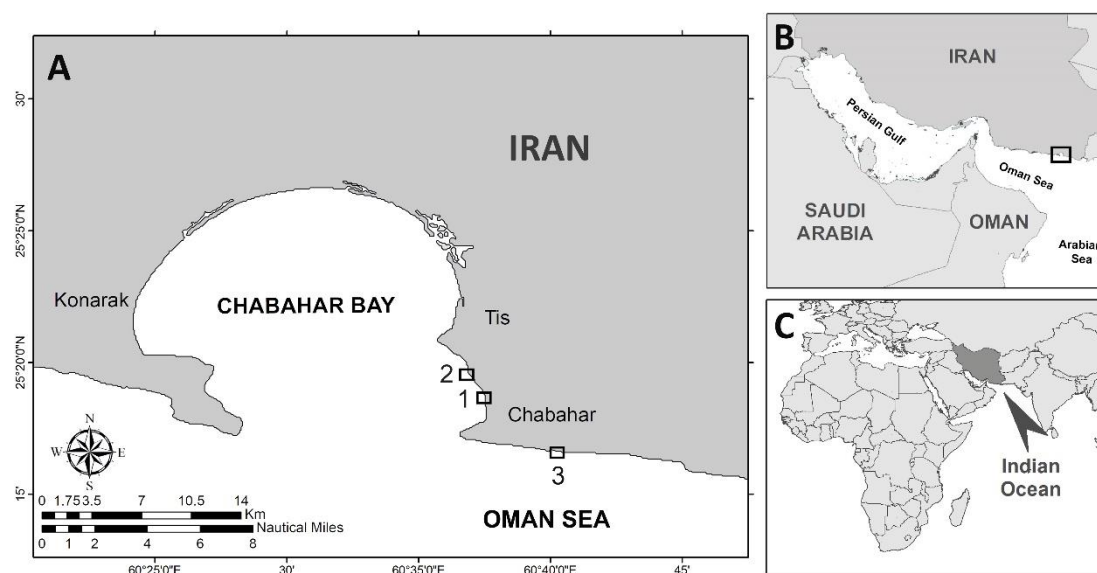 A
IRAN
Konarak
CHABAHAR BAY
Tis
2
1
Chabahar
3
OMAN SEA
N
W
E
S
0 1.75 3.5 7 10.5 14
Km
Nautical Miles
0 1 2 4 6 8
30'
25°25'0"N
25°20'0"N
15'
60°25'0"E
30'
60°35'0"E
60°40'0"E
45'
B
IRAN
Persian Gulf
Oman Sea
SAUDI
ARABIA
OMAN
Arabian
Sea
C
Indian
Ocean